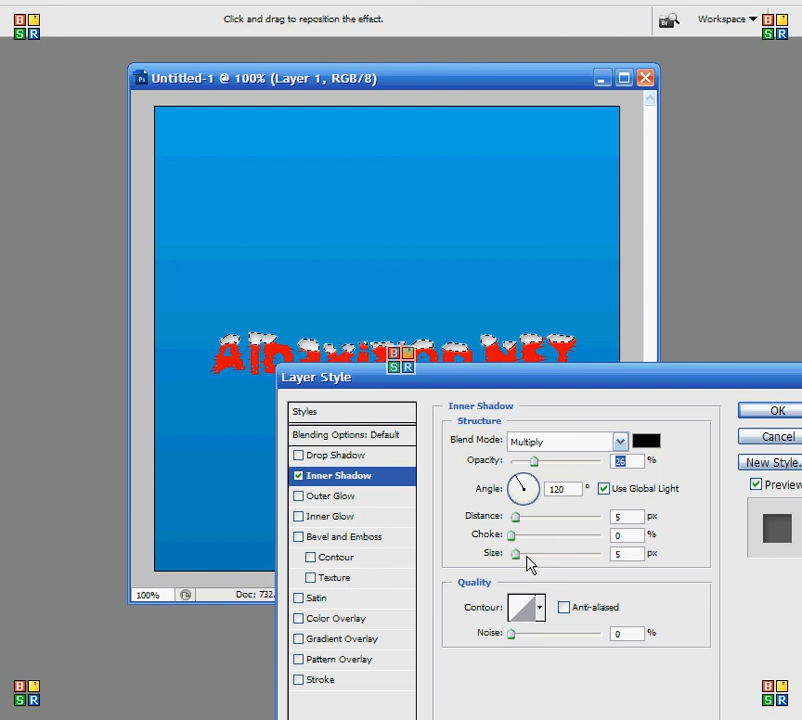 Click and drag to reposition the effect.
Workspace
B
S R
B
S R
Untitled-1 @ 100% (Layer 1, RGB/8)
B
S R
Layer Style
Styles
Blending Options: Default
Drop Shadow
Inner Shadow
Outer Glow
Inner Glow
Bevel and Emboss
Contour
Texture
Satin
Color Overlay
Gradient Overlay
Pattern Overlay
Stroke
Inner Shadow
Structure
Blend Mode: Multiply
Opacity: 26 %
Angle: 120 ° Use Global Light
Distance: 5 px
Choke: 0 %
Size: 5 px
Quality
Contour: Anti-aliased
Noise: 0 %
OK
Cancel
New Style...
Preview
100% Doc: 732.
B
S R
B
S R